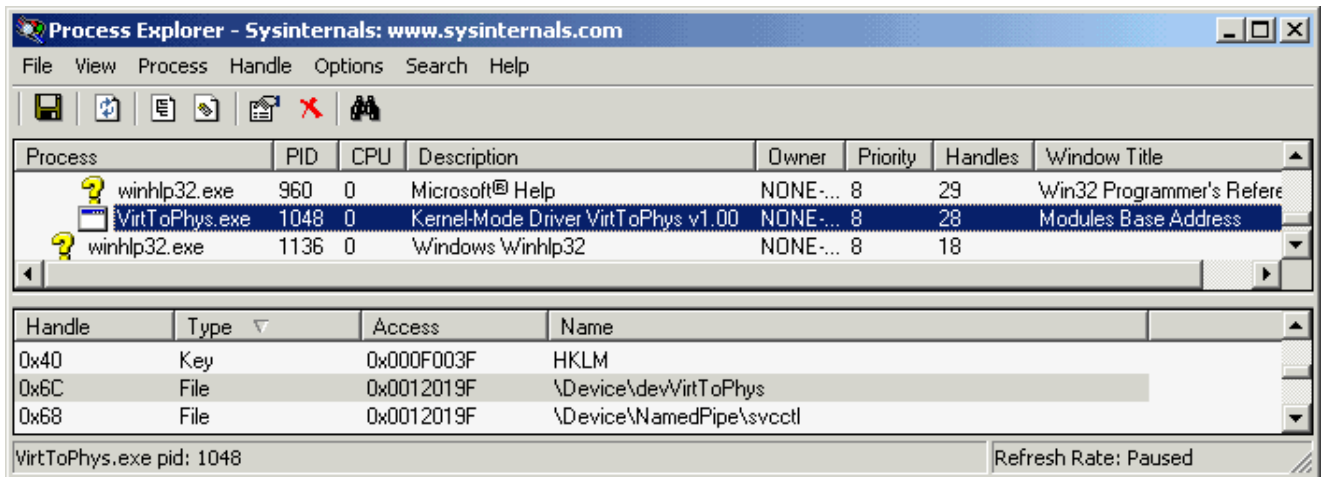 Process Explorer - Sysinternals: www.sysinternals.com
File View Process Handle Options Search Help
Process PID CPU Description Owner Priority Handles Window Title
winhlp32.exe 960 0 Microsoft® Help NONE-... 8 29 Win32 Programmer's Refere
VirtToPhys.exe 1048 0 Kernel-Mode Driver VirtToPhys v1.00 NONE-... 8 28 Modules Base Address
winhlp32.exe 1136 0 Windows Winhlp32 NONE-... 8 18
Handle Type Access Name
0x40 Key 0x000F003F HKLM
0x6C File 0x0012019F \Device\devVirtToPhys
0x68 File 0x0012019F \Device\NamedPipe\svcctl
VirtToPhys.exe pid: 1048 Refresh Rate: Paused